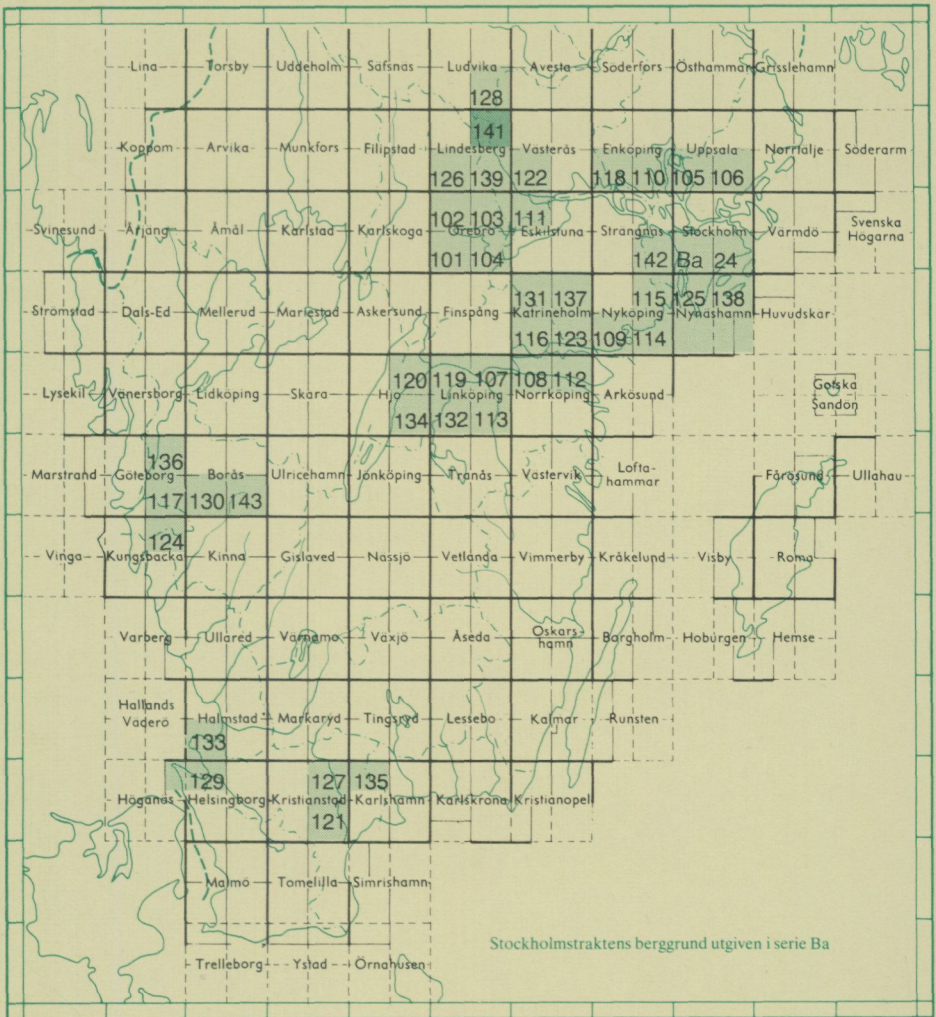 Lina Torsby Uddeholm Säfsnäs Ludvika Avesta Söderfors Östhammar Grisslehamn
128
141
Koppom Arvika Munkfors Filipstad Lindesberg Västerås Enköping Uppsala Norrtälje Söderarm
126 139 122 118 110 105 106
102 103 111
Svinesund Årjäng Åmål Karlstad Karlskoga Örebro Eskilstuna Strängnäs Stockholm Värmdö Svenska
Högarna
101 104 142 Ba 24
131 137 115 125 138
Strömstad Dals-Ed Mellerud Mariestad Askersund Finspång Katrineholm Nyköping Nynäshamn Huvudskär
116 123 109 114
120 119 107 108 112
Lysekil Vänersborg Lidköping Skara Hjo Linköping Norrköping Arkösund Gotska
Sandön
134 132 113
136
Marstrand Göteborg Borås Ulricehamn Jönköping Tranås Västervik Lofta-
hammar Fårösund Ullahau
117 130 143
124
Vinga Kungsbacka Kinna Gislaved Nässjö Vetlanda Vimmerby Kråkelund Visby Roma
Varberg Ullared Värnamo Växjö Åseda Oskars-
hamn Borgholm Hoburgen Hemse
Hallands
Väderö Halmstad Markaryd Tingsryd Lessebo Kalmar Runsten
133
129 127 135
Höganäs Helsingborg Kristianstad Karlshamn Karlskrona Kristianopel
121
Malmö Tomelilla Simrishamn
Stockholmstraktens berggrund utgiven i serie Ba
Trelleborg Ystad Örnahusen